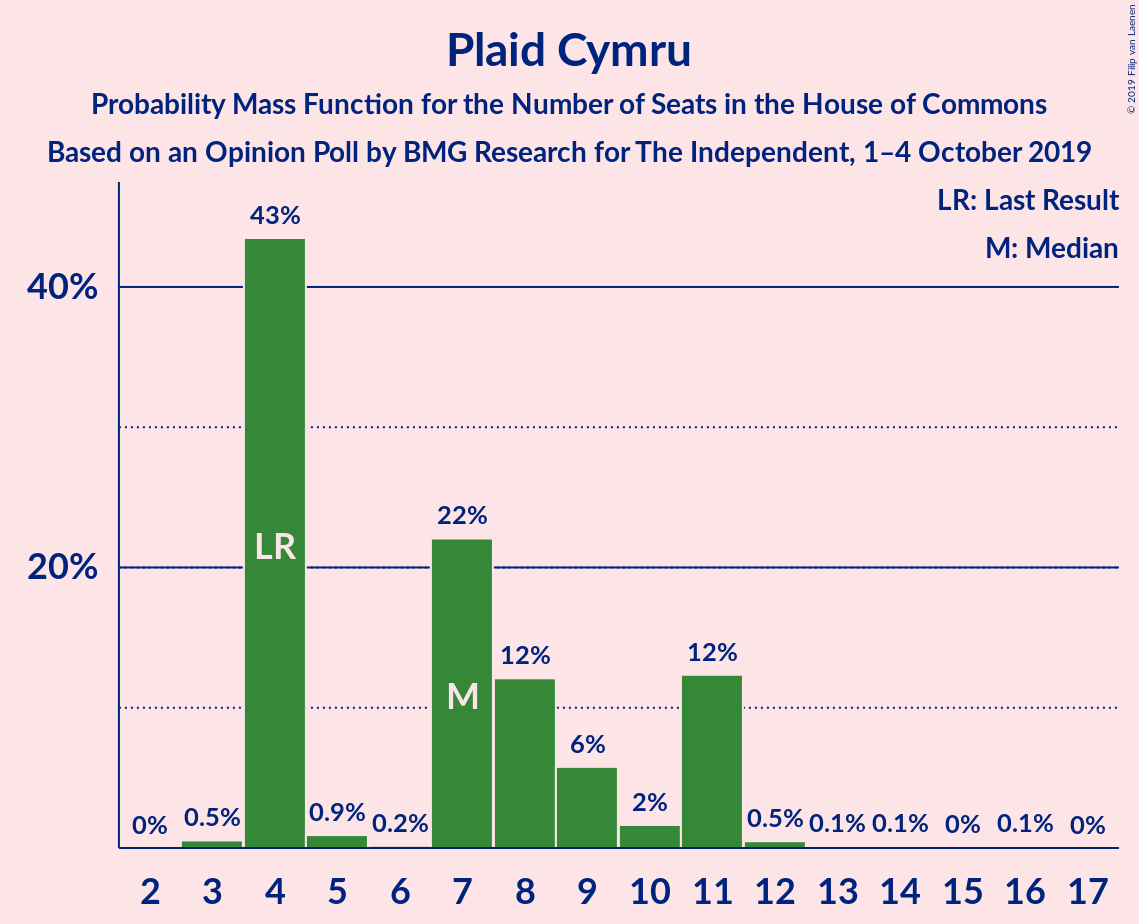 Plaid Cymru
Probability Mass Function for the Number of Seats in the House of Commons
Based on an Opinion Poll by BMG Research for The Independent, 1–4 October 2019
© 2019 Filip van Laenen
LR: Last Result
M: Median
40%
20%
0%
0.5%
43%
0.9%
0.2%
22%
12%
6%
2%
12%
0.5%
0.1%
0.1%
0%
0.1%
0%
LR
M
2 3 4 5 6 7 8 9 10 11 12 13 14 15 16 17